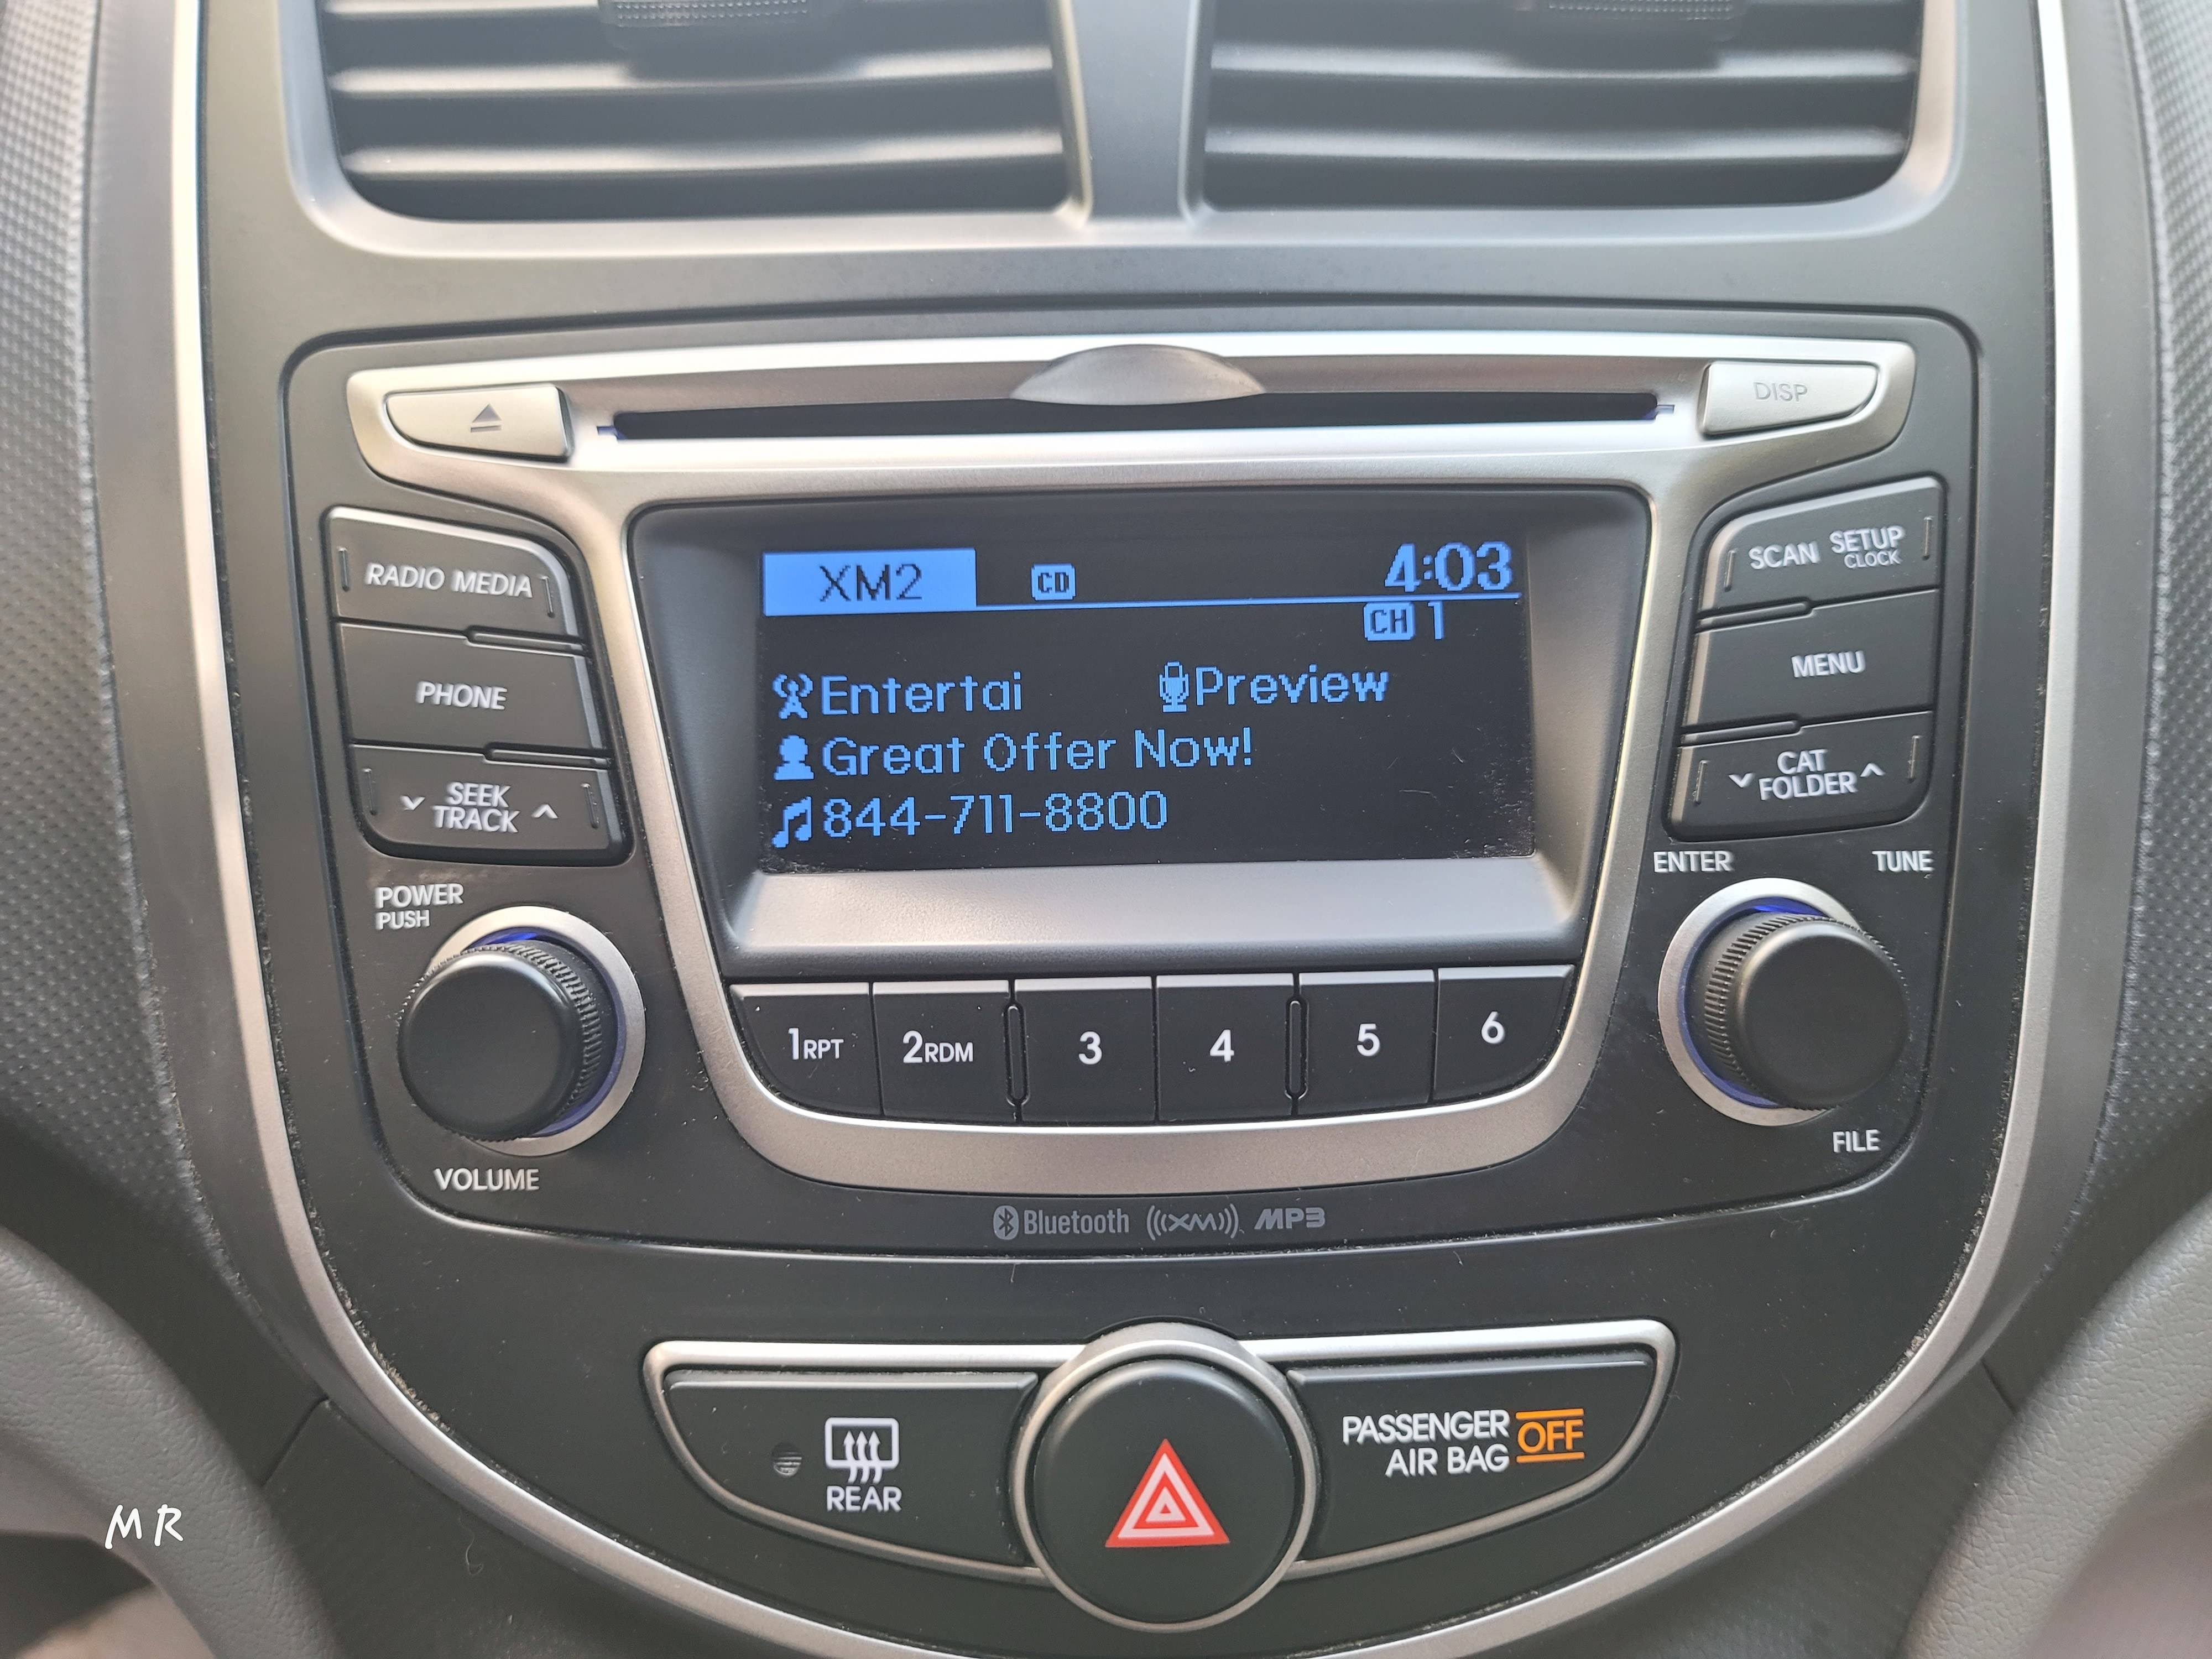 DISP
RADIO MEDIA
PHONE
SEEK
TRACK
POWER
PUSH
VOLUME
XM2 CD 4:03
CH 1
Entertai Preview
Great Offer Now!
844-711-8800
SCAN SETUP
CLOCK
MENU
CAT
FOLDER
ENTER TUNE
FILE
1RPT 2RDM 3 4 5 6
Bluetooth ((XM)) MP3
REAR
PASSENGER
AIR BAG OFF
MR